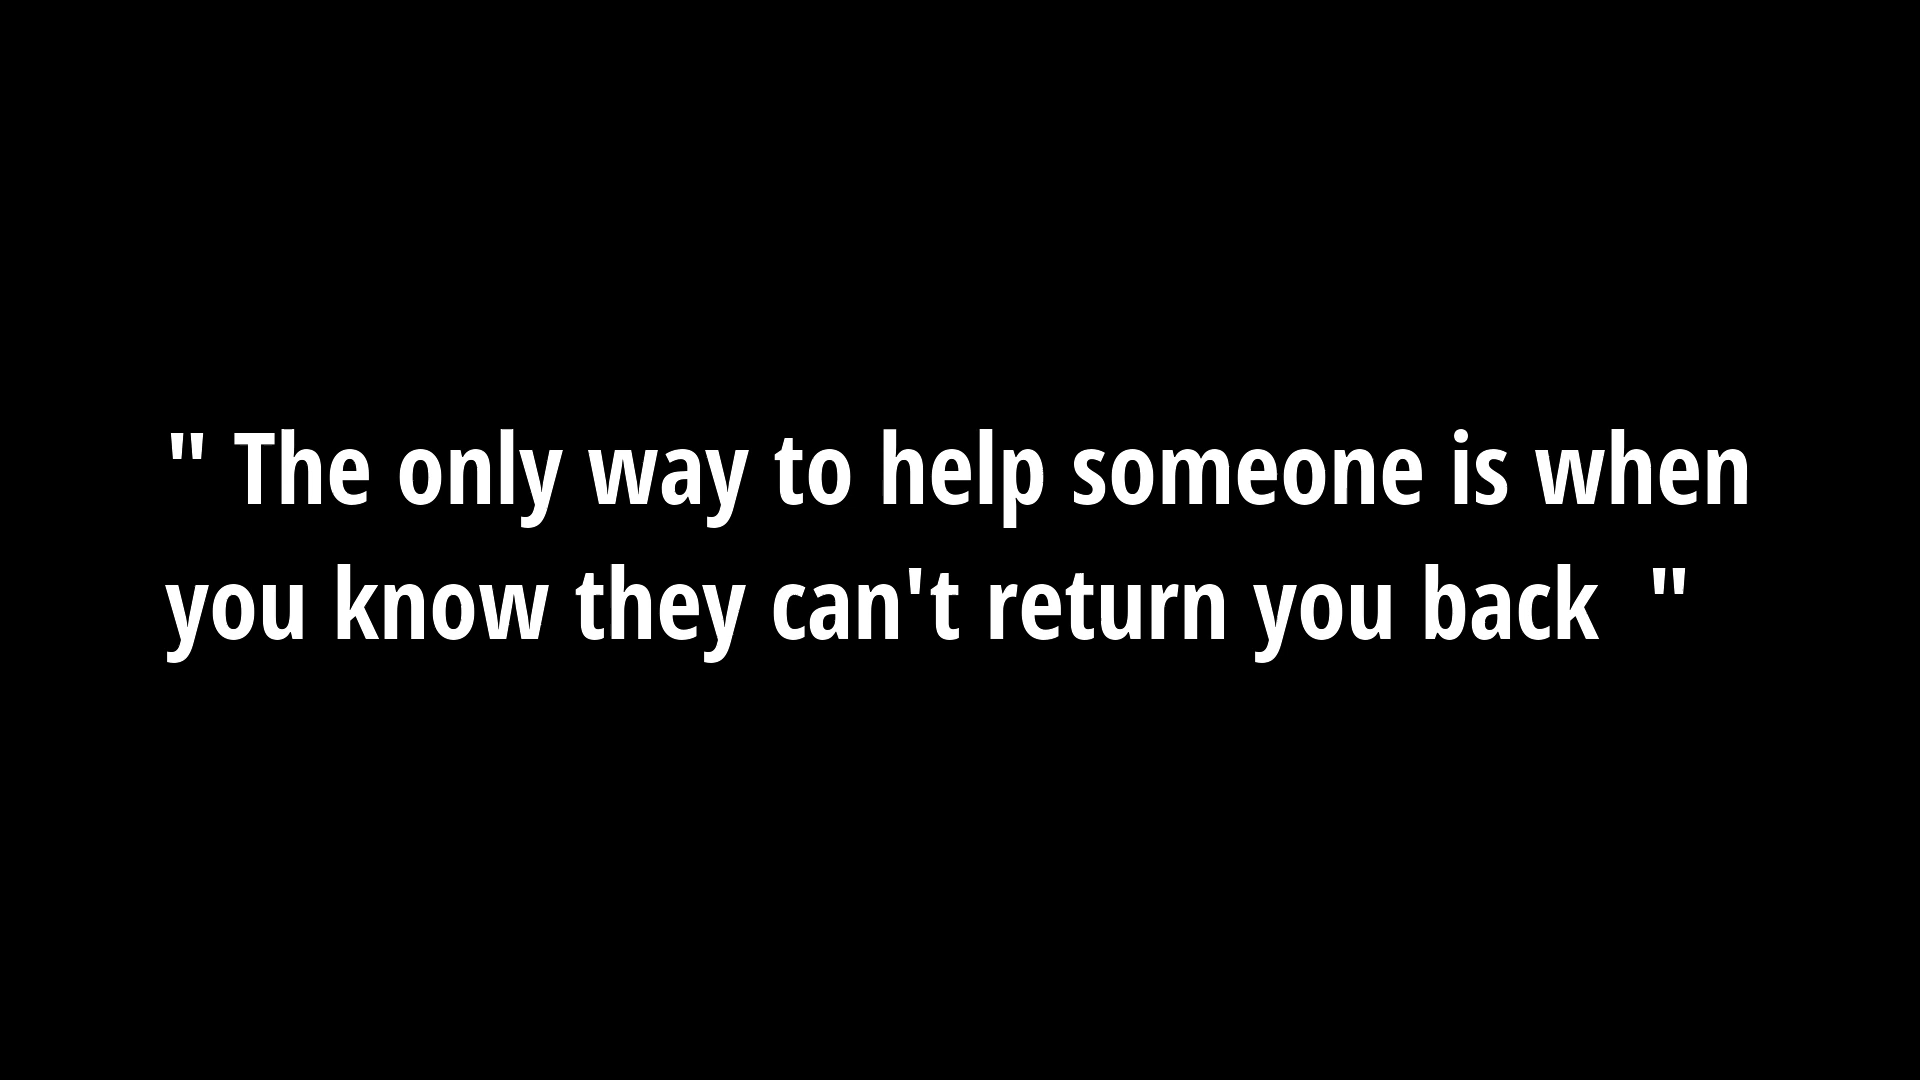 " The only way to help someone is when
you know they can't return you back  "